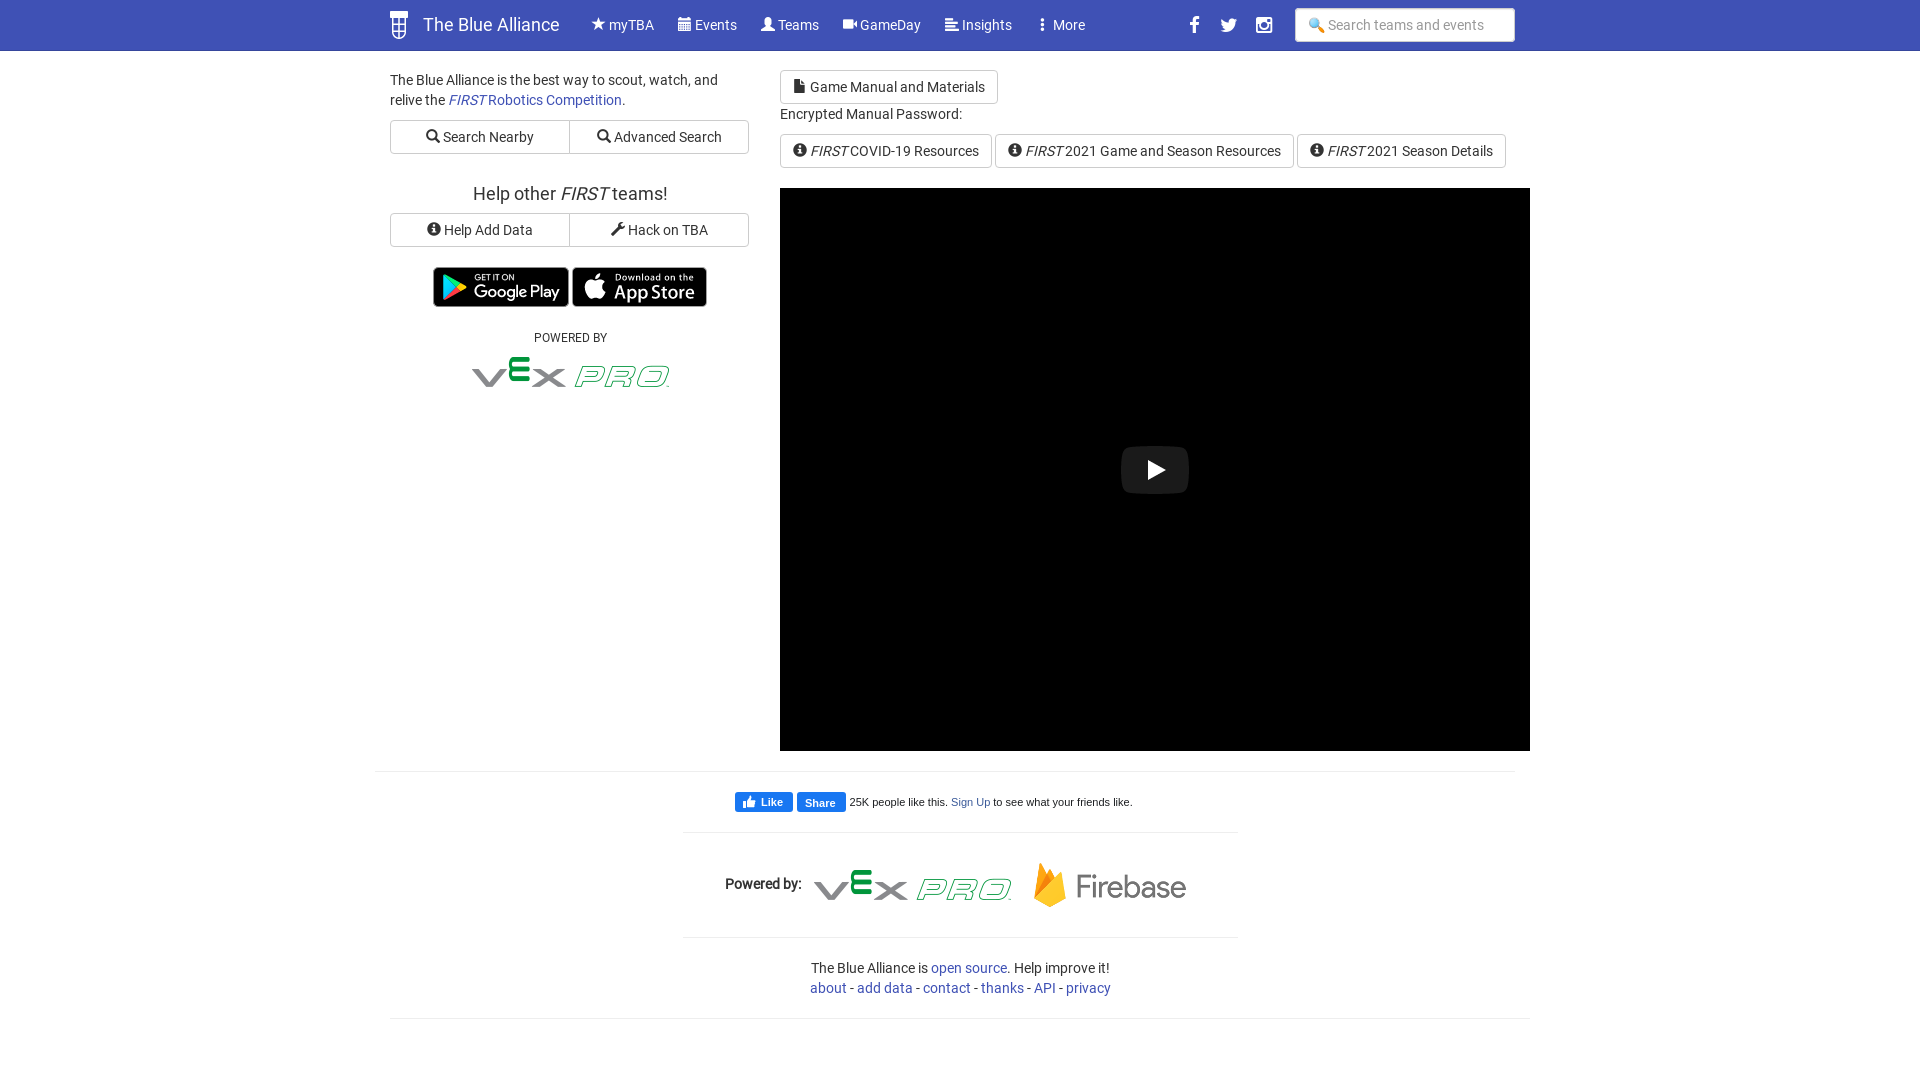 The Blue Alliance
myTBA
Events
Teams
GameDay
Insights
More
Search teams and events
The Blue Alliance is the best way to scout, watch, and
relive the FIRST Robotics Competition.
Search Nearby
Advanced Search
Help other FIRST teams!
Help Add Data
Hack on TBA
GET IT ON
Google Play
Download on the
App Store
POWERED BY
VEX PRO
Game Manual and Materials
Encrypted Manual Password:
FIRST COVID-19 Resources
FIRST 2021 Game and Season Resources
FIRST 2021 Season Details
Like
Share
25K people like this. Sign Up to see what your friends like.
Powered by:
VEX PRO
Firebase
The Blue Alliance is open source. Help improve it!
about - add data - contact - thanks - API - privacy